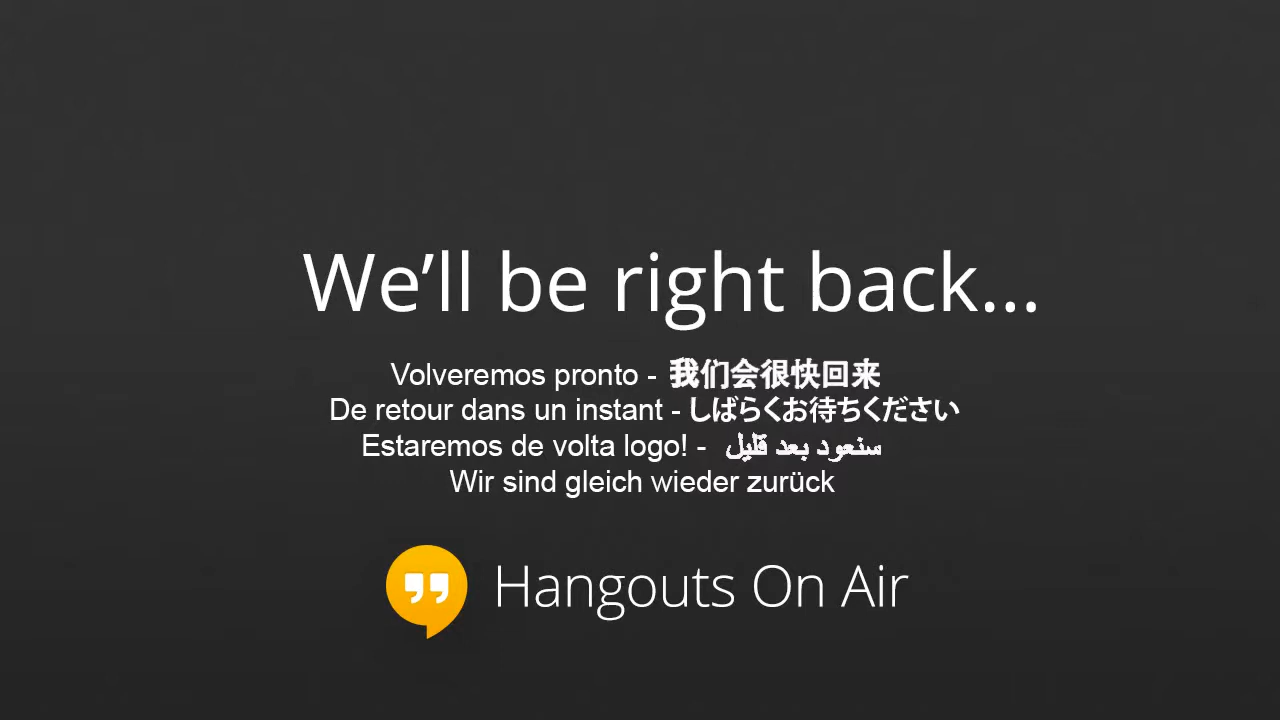 We’ll be right back...
Volveremos pronto - 我们会很快回来
De retour dans un instant - しばらくお待ちください
Estaremos de volta logo! - سنعود بعد قليل
Wir sind gleich wieder zurück
Hangouts On Air